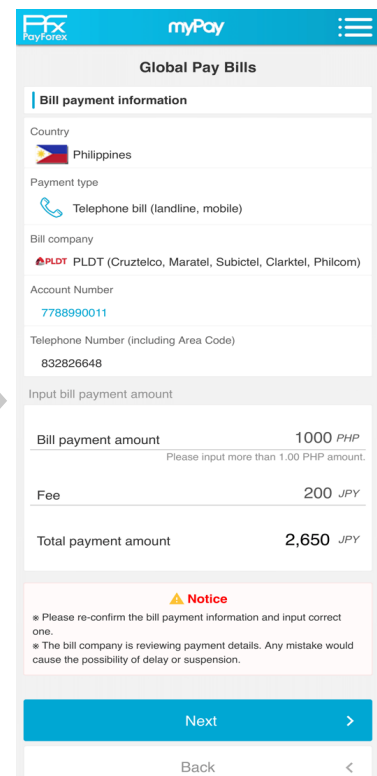 PFX
PayForex
myPay
Global Pay Bills
Bill payment information
Country
Philippines
Payment type
Telephone bill (landline, mobile)
Bill company
PLDT PLDT (Cruztelco, Maratel, Subictel, Clarktel, Philcom)
Account Number
7788990011
Telephone Number (including Area Code)
832826648
Input bill payment amount
Bill payment amount 1000 PHP
Please input more than 1.00 PHP amount.
Fee 200 JPY
Total payment amount 2,650 JPY
Notice
※ Please re-confirm the bill payment information and input correct
one.
※ The bill company is reviewing payment details. Any mistake would
cause the possibility of delay or suspension.
Next >
Back <